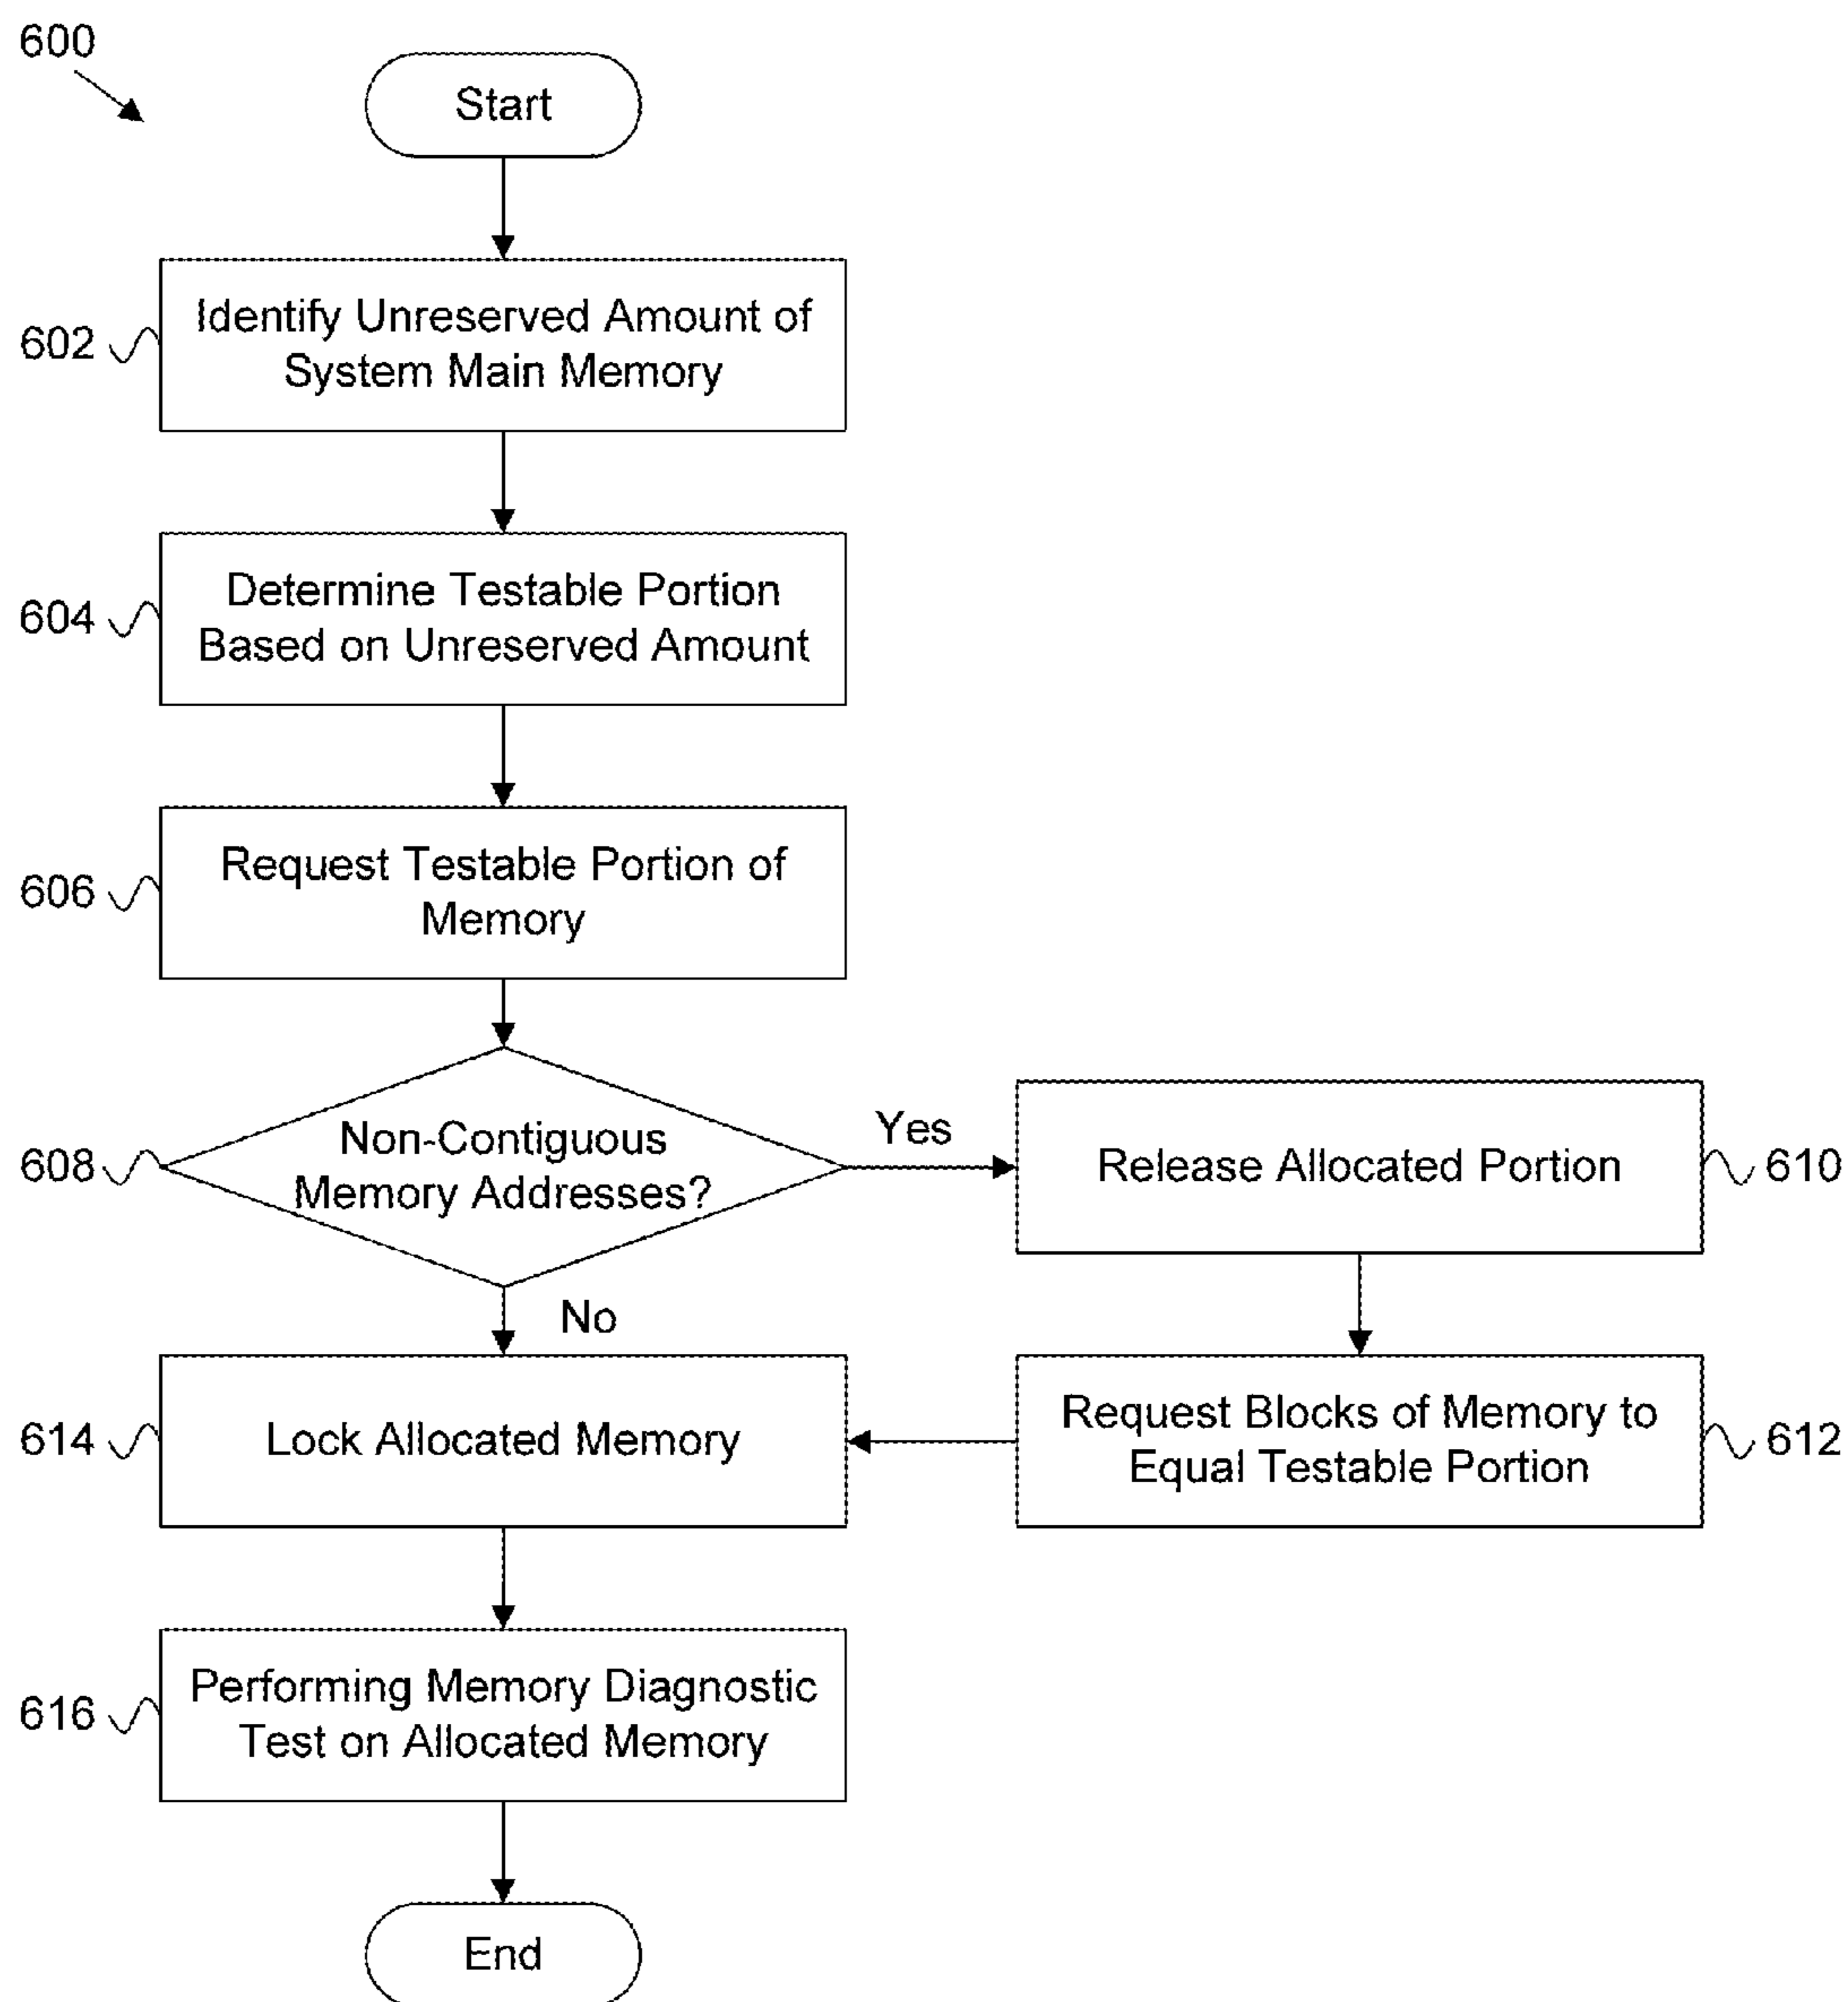 600
Start
602
Identify Unreserved Amount of
System Main Memory
604
Determine Testable Portion
Based on Unreserved Amount
606
Request Testable Portion of
Memory
608
Non-Contiguous
Memory Addresses?
Yes
Release Allocated Portion
610
No
614
Lock Allocated Memory
Request Blocks of Memory to
Equal Testable Portion
612
616
Performing Memory Diagnostic
Test on Allocated Memory
End